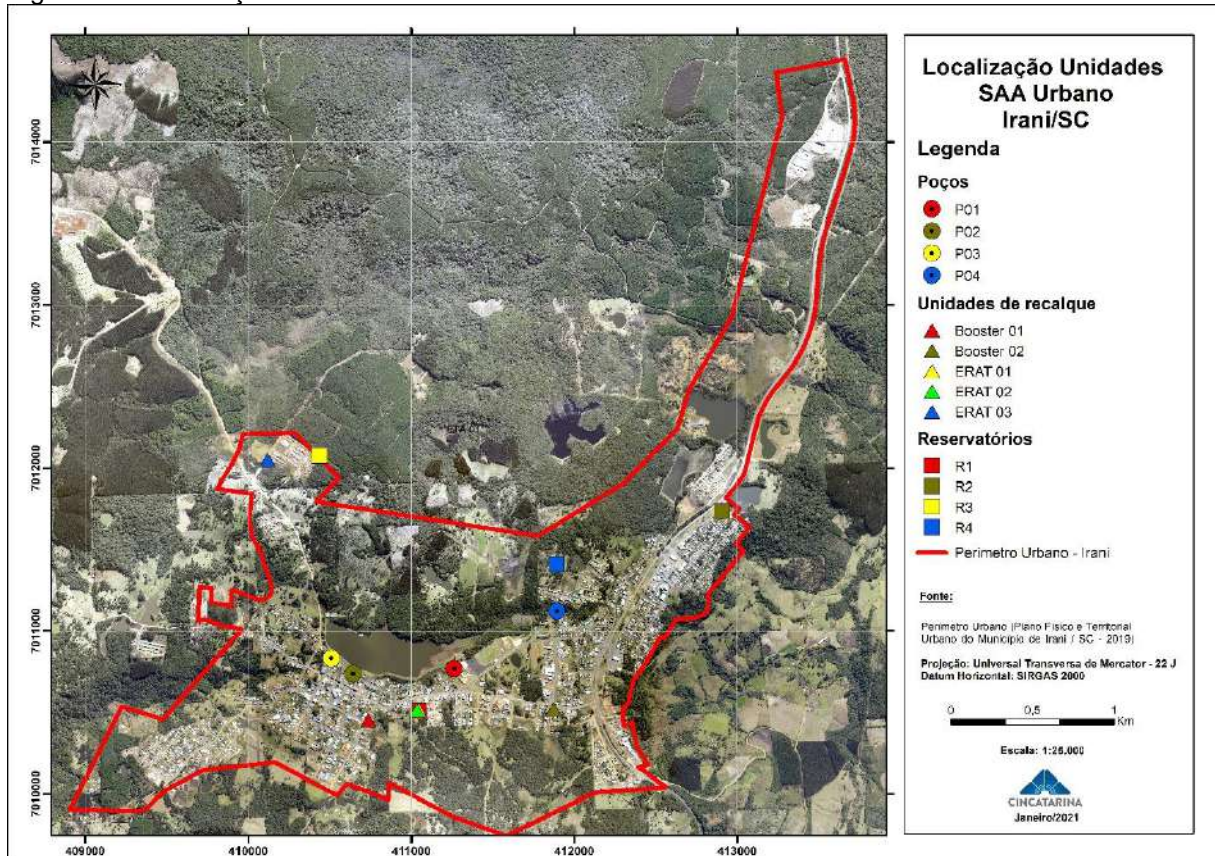 Localização Unidades
SAA Urbano
Irani/SC
Legenda
Poços
P01
P02
P03
P04
Unidades de recalque
Booster 01
Booster 02
ERAT 01
ERAT 02
ERAT 03
Reservatórios
R1
R2
R3
R4
Perimetro Urbano - Irani
Fonte:
Perimetro Urbano (Plano Fisico e Territorial
Urbano do Municipio de Irani / SC - 2019)
Projeção: Universal Transversa de Mercator - 22 J
Datum Horizontal: SIRGAS 2000
0 0,5 1
Km
Escala: 1:25.000
CINCATARINA
Janeiro/2021
7014000
7013000
7012000
7011000
7010000
409000 410000 411000 412000 413000